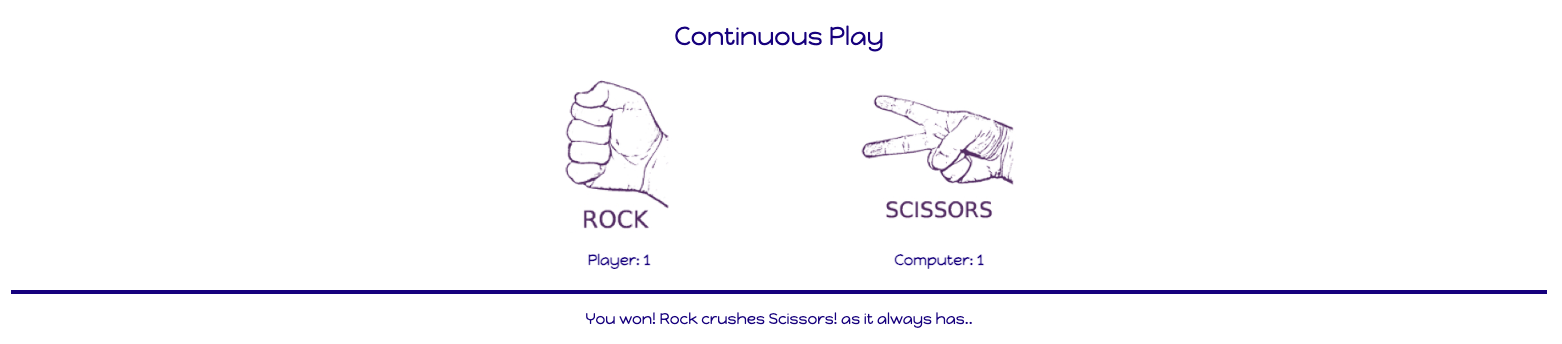 Continuous Play
ROCK
SCISSORS
Player: 1
Computer: 1
You won! Rock crushes Scissors! as it always has..